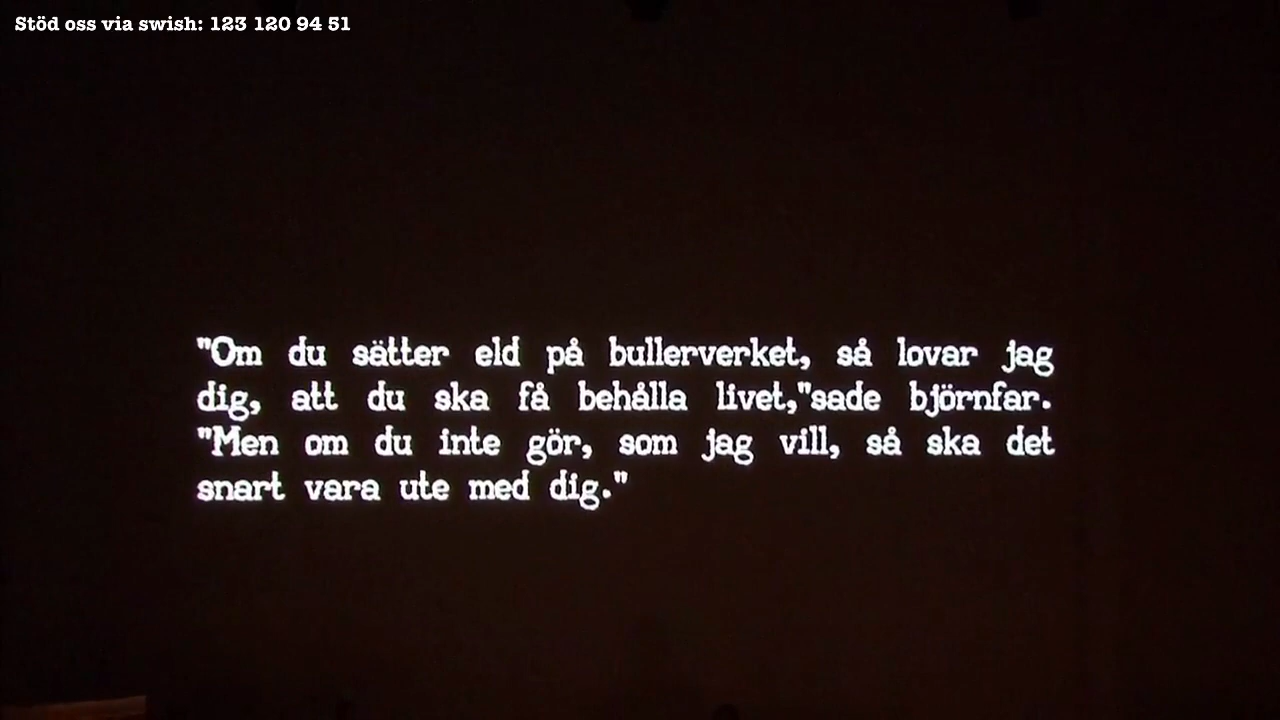 Stöd oss via swish: 123 120 94 51
"Om du sätter eld på bullerverket, så lovar jag
dig, att du ska få behålla livet,"sade björnfar.
"Men om du inte gör, som jag vill, så ska det
snart vara ute med dig."